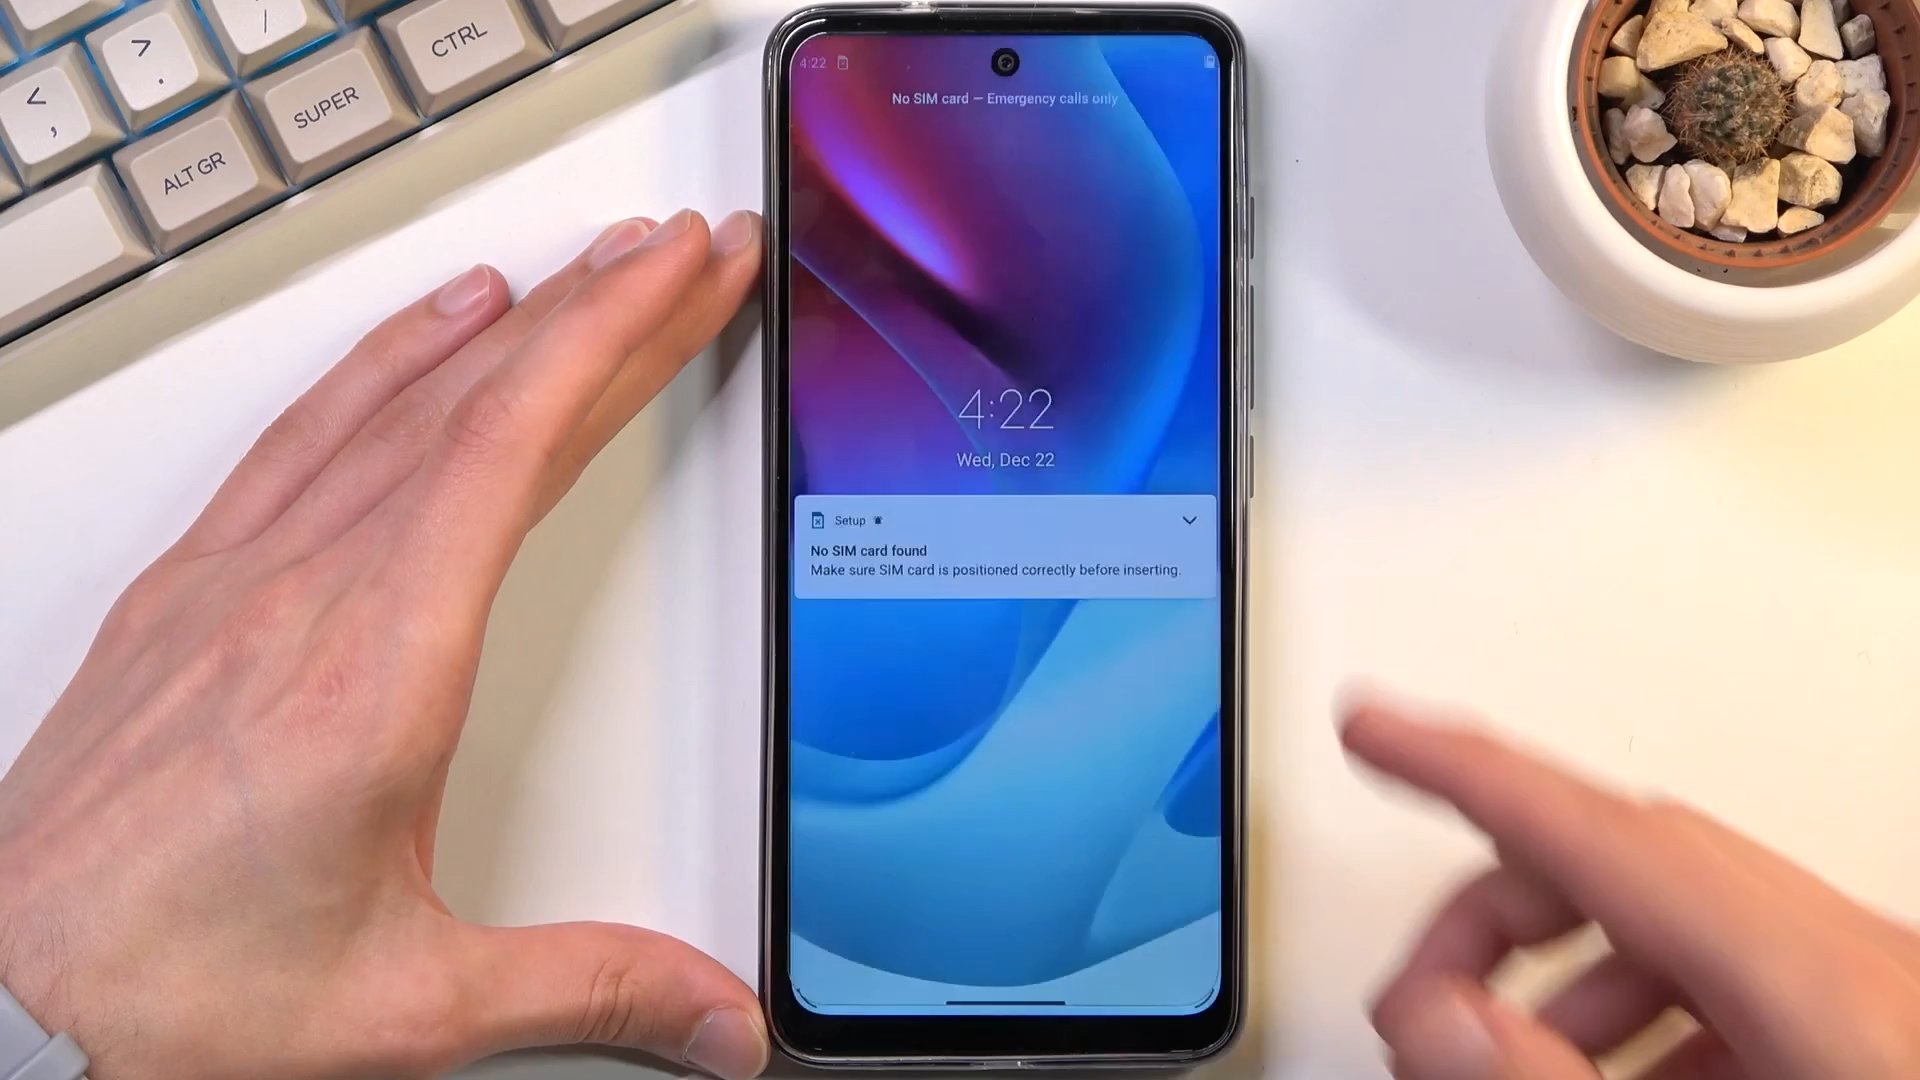 >
.
/
CTRL
<
,
SUPER
ALT GR
4:22
No SIM card — Emergency calls only
4:22
Wed, Dec 22
Setup
No SIM card found
Make sure SIM card is positioned correctly before inserting.